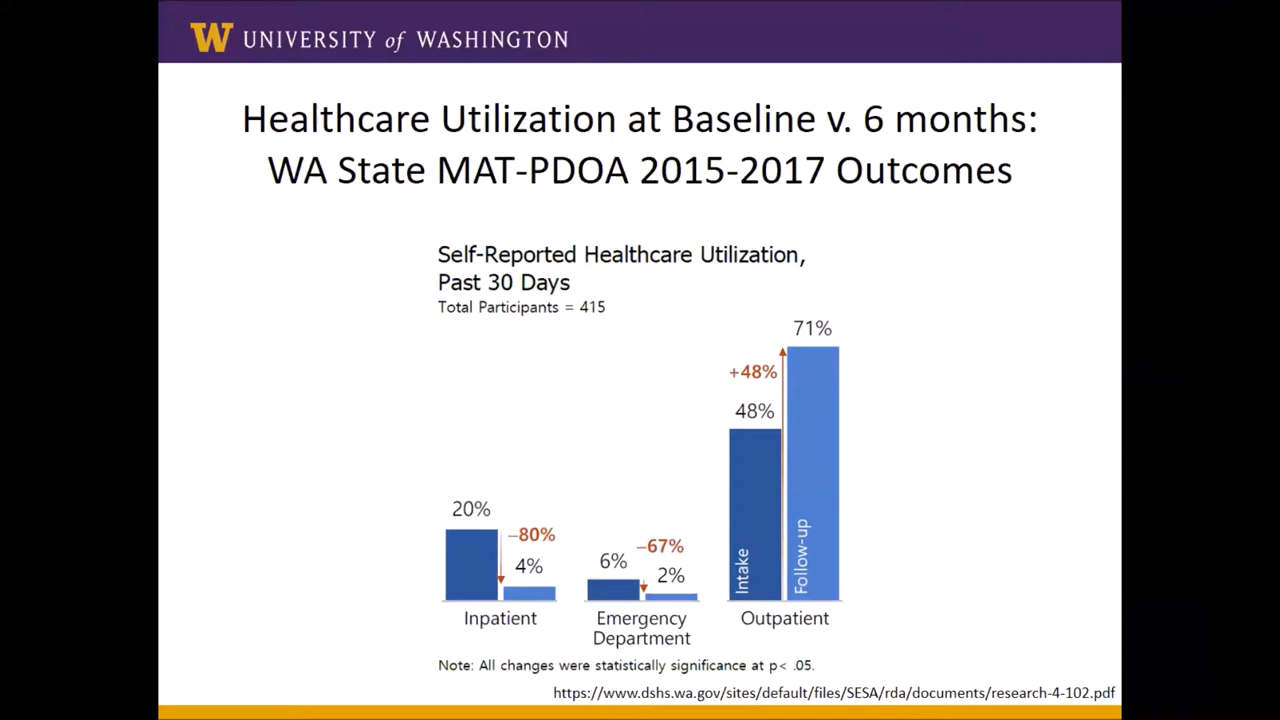 W UNIVERSITY of WASHINGTON
Healthcare Utilization at Baseline v. 6 months:
WA State MAT-PDOA 2015-2017 Outcomes
Self-Reported Healthcare Utilization,
Past 30 Days
Total Participants = 415
71%
+48%
48%
20%
–80%
4%
6%
–67%
2%
Intake
Follow-up
Inpatient
Emergency
Department
Outpatient
Note: All changes were statistically significance at p< .05.
https://www.dshs.wa.gov/sites/default/files/SESA/rda/documents/research-4-102.pdf